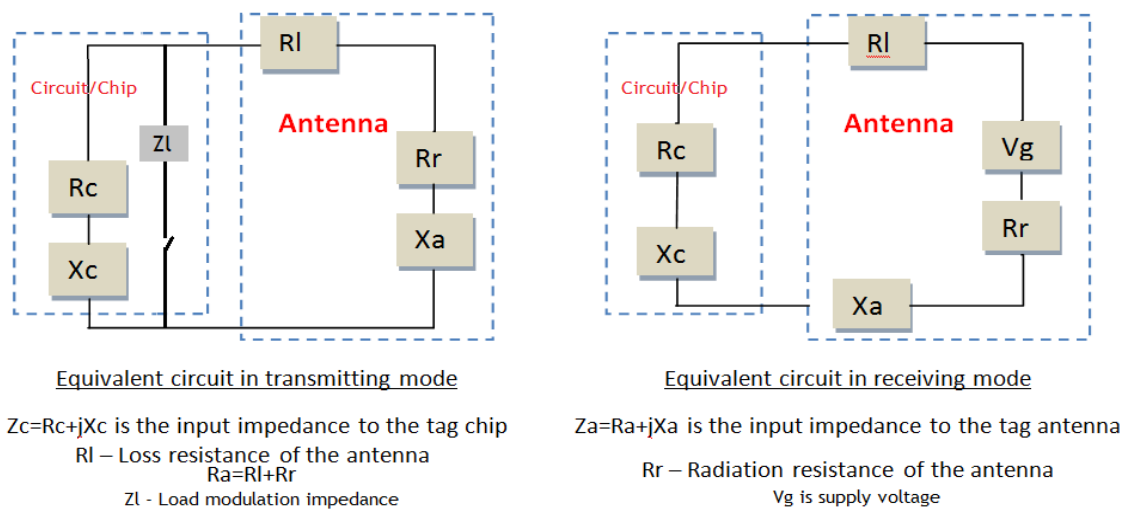 Rl
Circuit/Chip
Antenna
Zl
Rc
Rr
Xc
Xa
Equivalent circuit in transmitting mode
Zc=Rc+jXc is the input impedance to the tag chip
Rl – Loss resistance of the antenna
Ra=Rl+Rr
Zl - Load modulation impedance
Rl
Circuit/Chip
Antenna
Rc
Vg
Rr
Xc
Xa
Equivalent circuit in receiving mode
Za=Ra+jXa is the input impedance to the tag antenna
Rr – Radiation resistance of the antenna
Vg is supply voltage